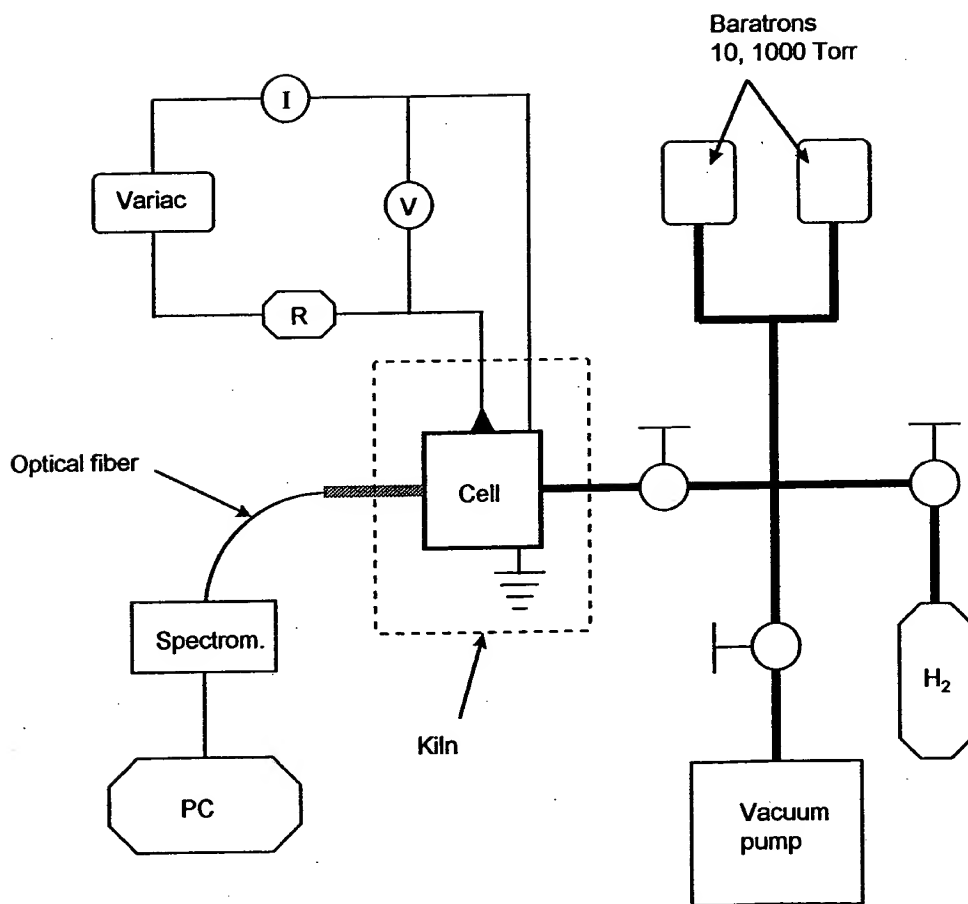 Baratrons
10, 1000 Torr
I
Variac
V
R
Optical fiber
Cell
Spectrom.
H₂
Kiln
PC
Vacuum
pump